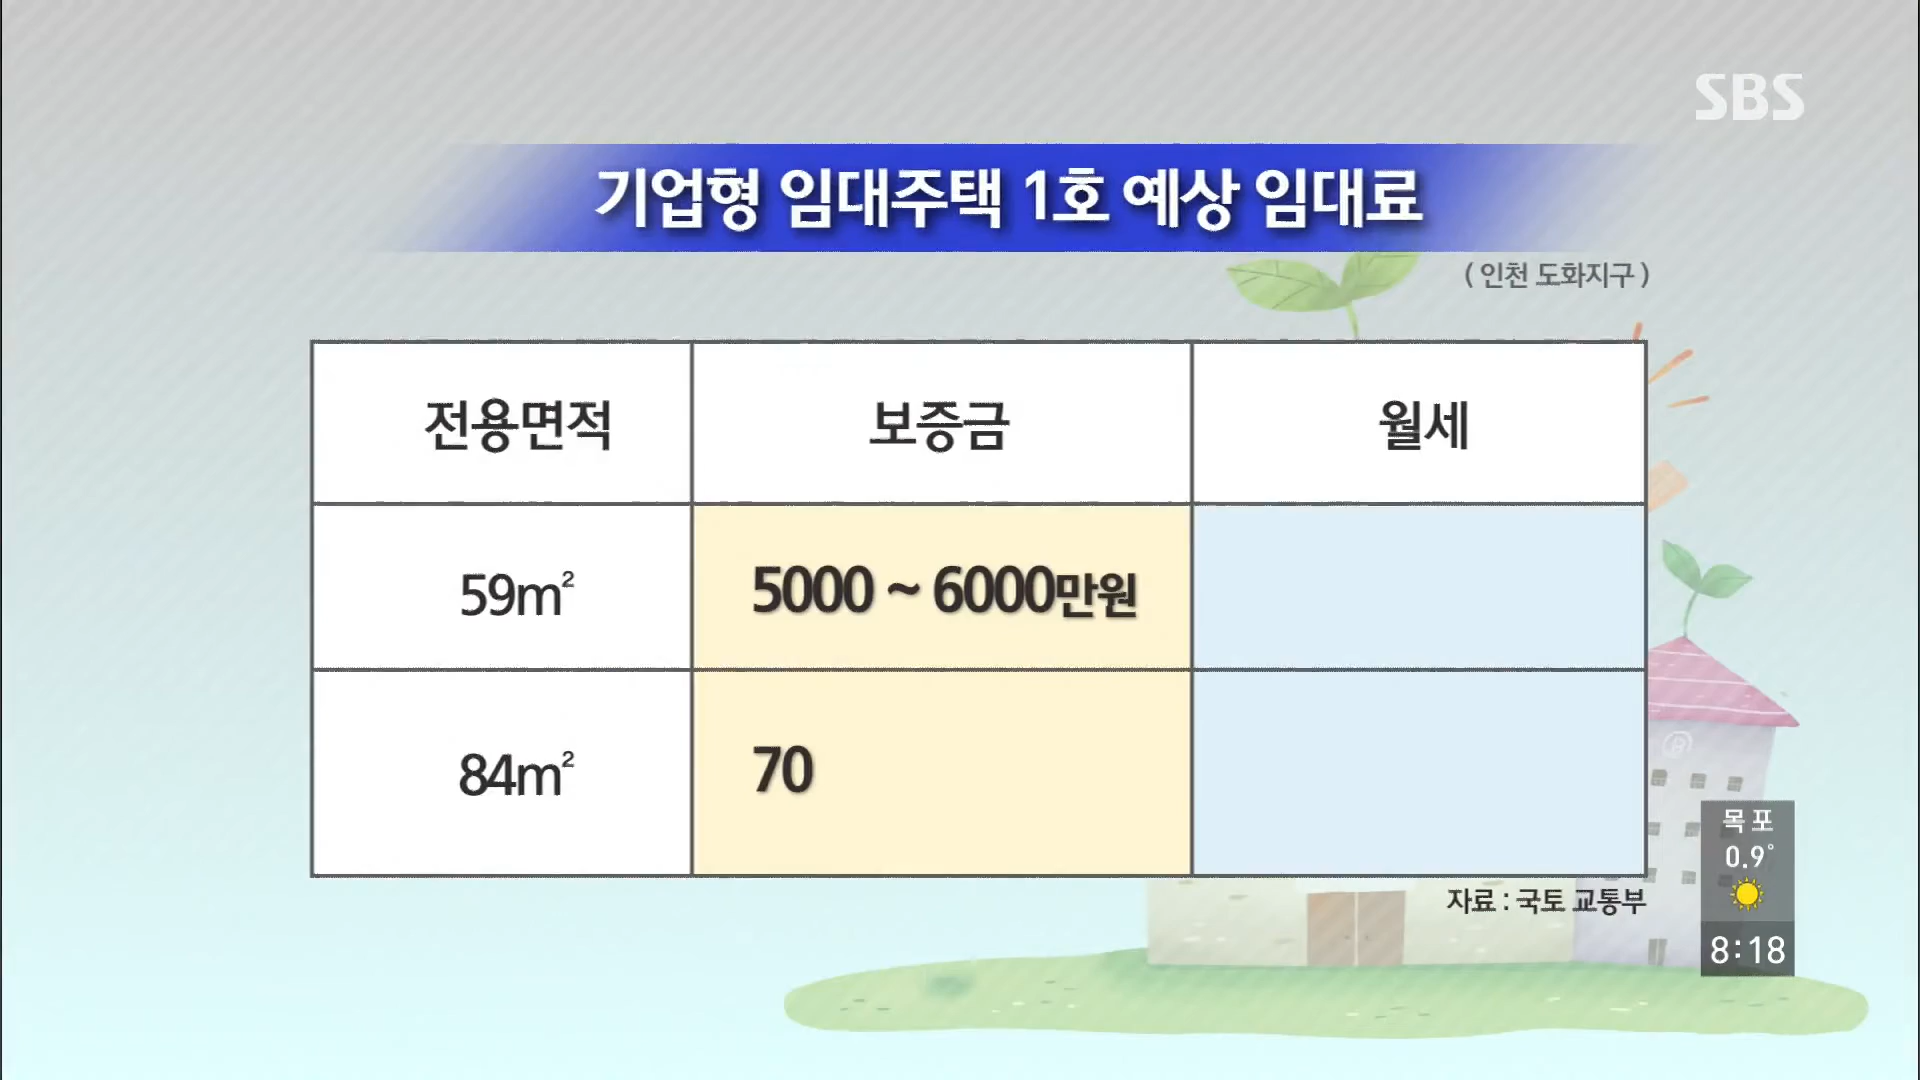 SBS
기업형 임대주택 1호 예상 임대료
( 인천 도화지구 )
전용면적 보증금 월세
59m² 5000 ~ 6000만원
84m² 70
자료 : 국토 교통부
목포
0.9°
8:18